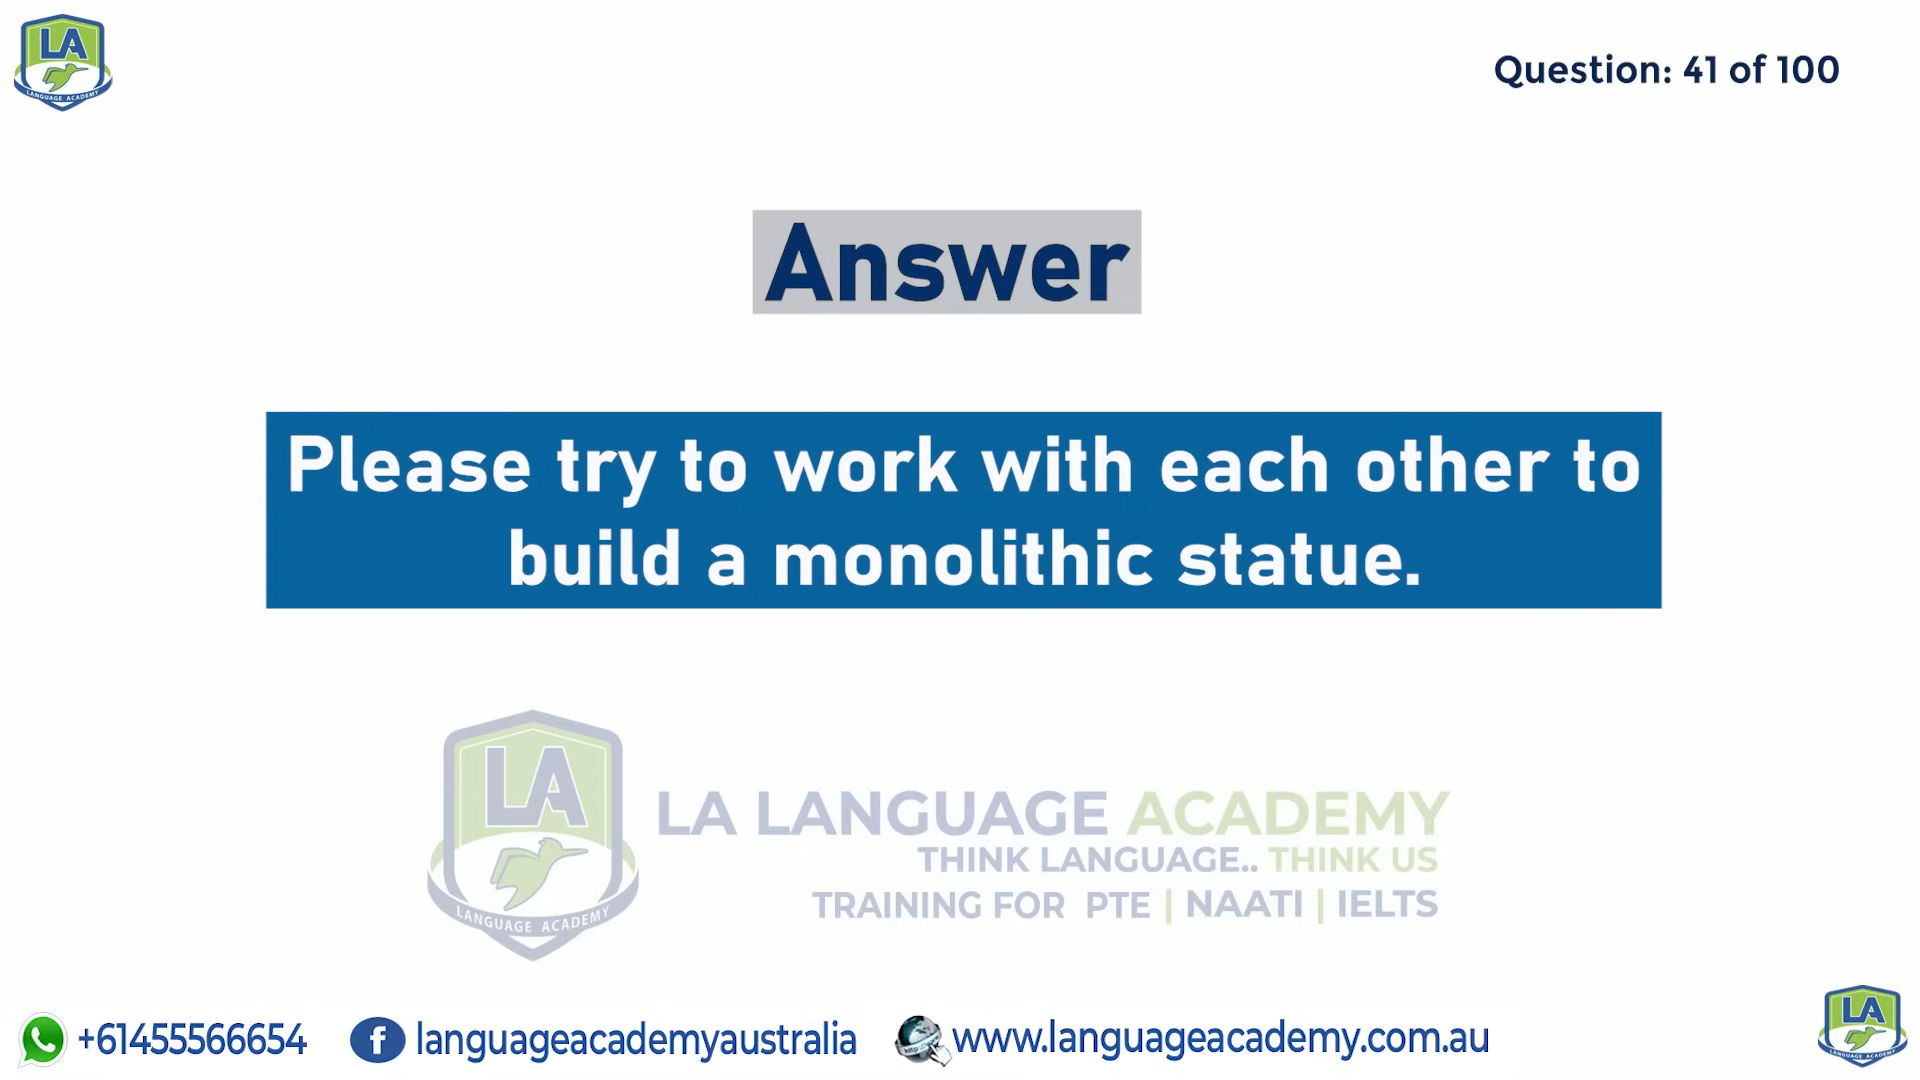 LA
LANGUAGE ACADEMY
Question: 41 of 100
Answer
Please try to work with each other to
build a monolithic statue.
LA
LANGUAGE ACADEMY
LA LANGUAGE ACADEMY
THINK LANGUAGE.. THINK US
TRAINING FOR PTE | NAATI | IELTS
+61455566654
f languageacademyaustralia
www.languageacademy.com.au
LA
LANGUAGE ACADEMY